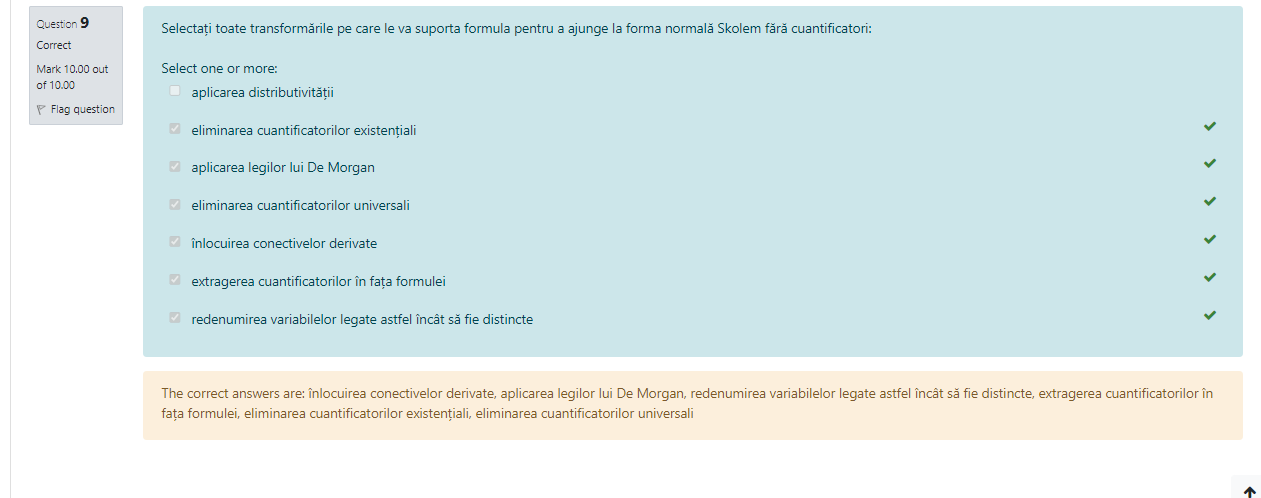 Question 9
Correct
Mark 10.00 out
of 10.00
Flag question
Selectați toate transformările pe care le va suporta formula pentru a ajunge la forma normală Skolem fără cuantificatori:
Select one or more:
aplicarea distributivității
eliminarea cuantificatorilor existențiali
aplicarea legilor lui De Morgan
eliminarea cuantificatorilor universali
înlocuirea conectivelor derivate
extragerea cuantificatorilor în fața formulei
redenumirea variabilelor legate astfel încât să fie distincte
The correct answers are: înlocuirea conectivelor derivate, aplicarea legilor lui De Morgan, redenumirea variabilelor legate astfel încât să fie distincte, extragerea cuantificatorilor în
fața formulei, eliminarea cuantificatorilor existențiali, eliminarea cuantificatorilor universali